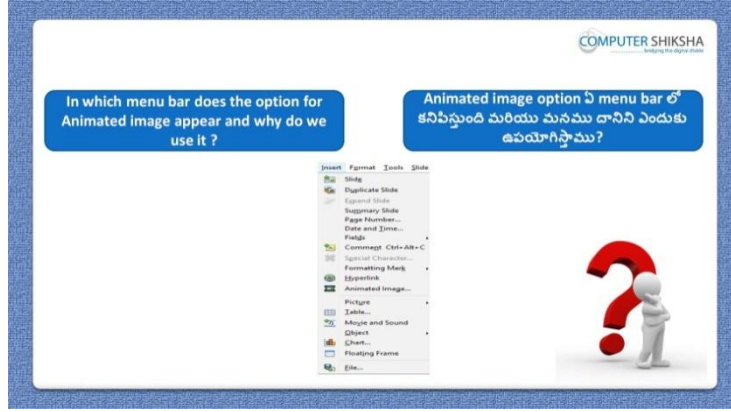 COMPUTER SHIKSHA
bridging the digital divide
In which menu bar does the option for
Animated image appear and why do we
use it ?
Animated image option ఏ menu bar లో
కనిపిస్తుంది మరియు మనము దానిని ఎందుకు
ఉపయోగిస్తాము?
Insert Format Tools Slide
Slide
Duplicate Slide
Expand Slide
Summary Slide
Page Number...
Date and Time...
Fields
Comment Ctrl+Alt+C
Special Character...
Formatting Mark
Hyperlink
Animated Image...
Picture
Table...
Movie and Sound
Object
Chart...
Floating Frame
File...